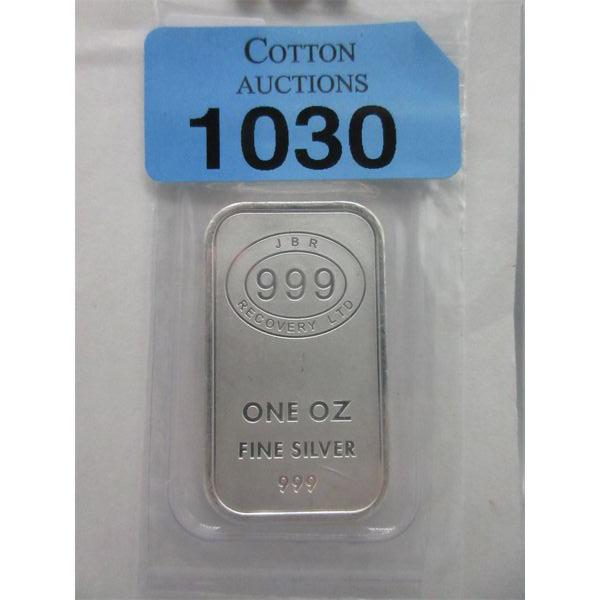 COTTON
AUCTIONS
1030
JBR
999
RECOVERY LTD
ONE OZ
FINE SILVER
999